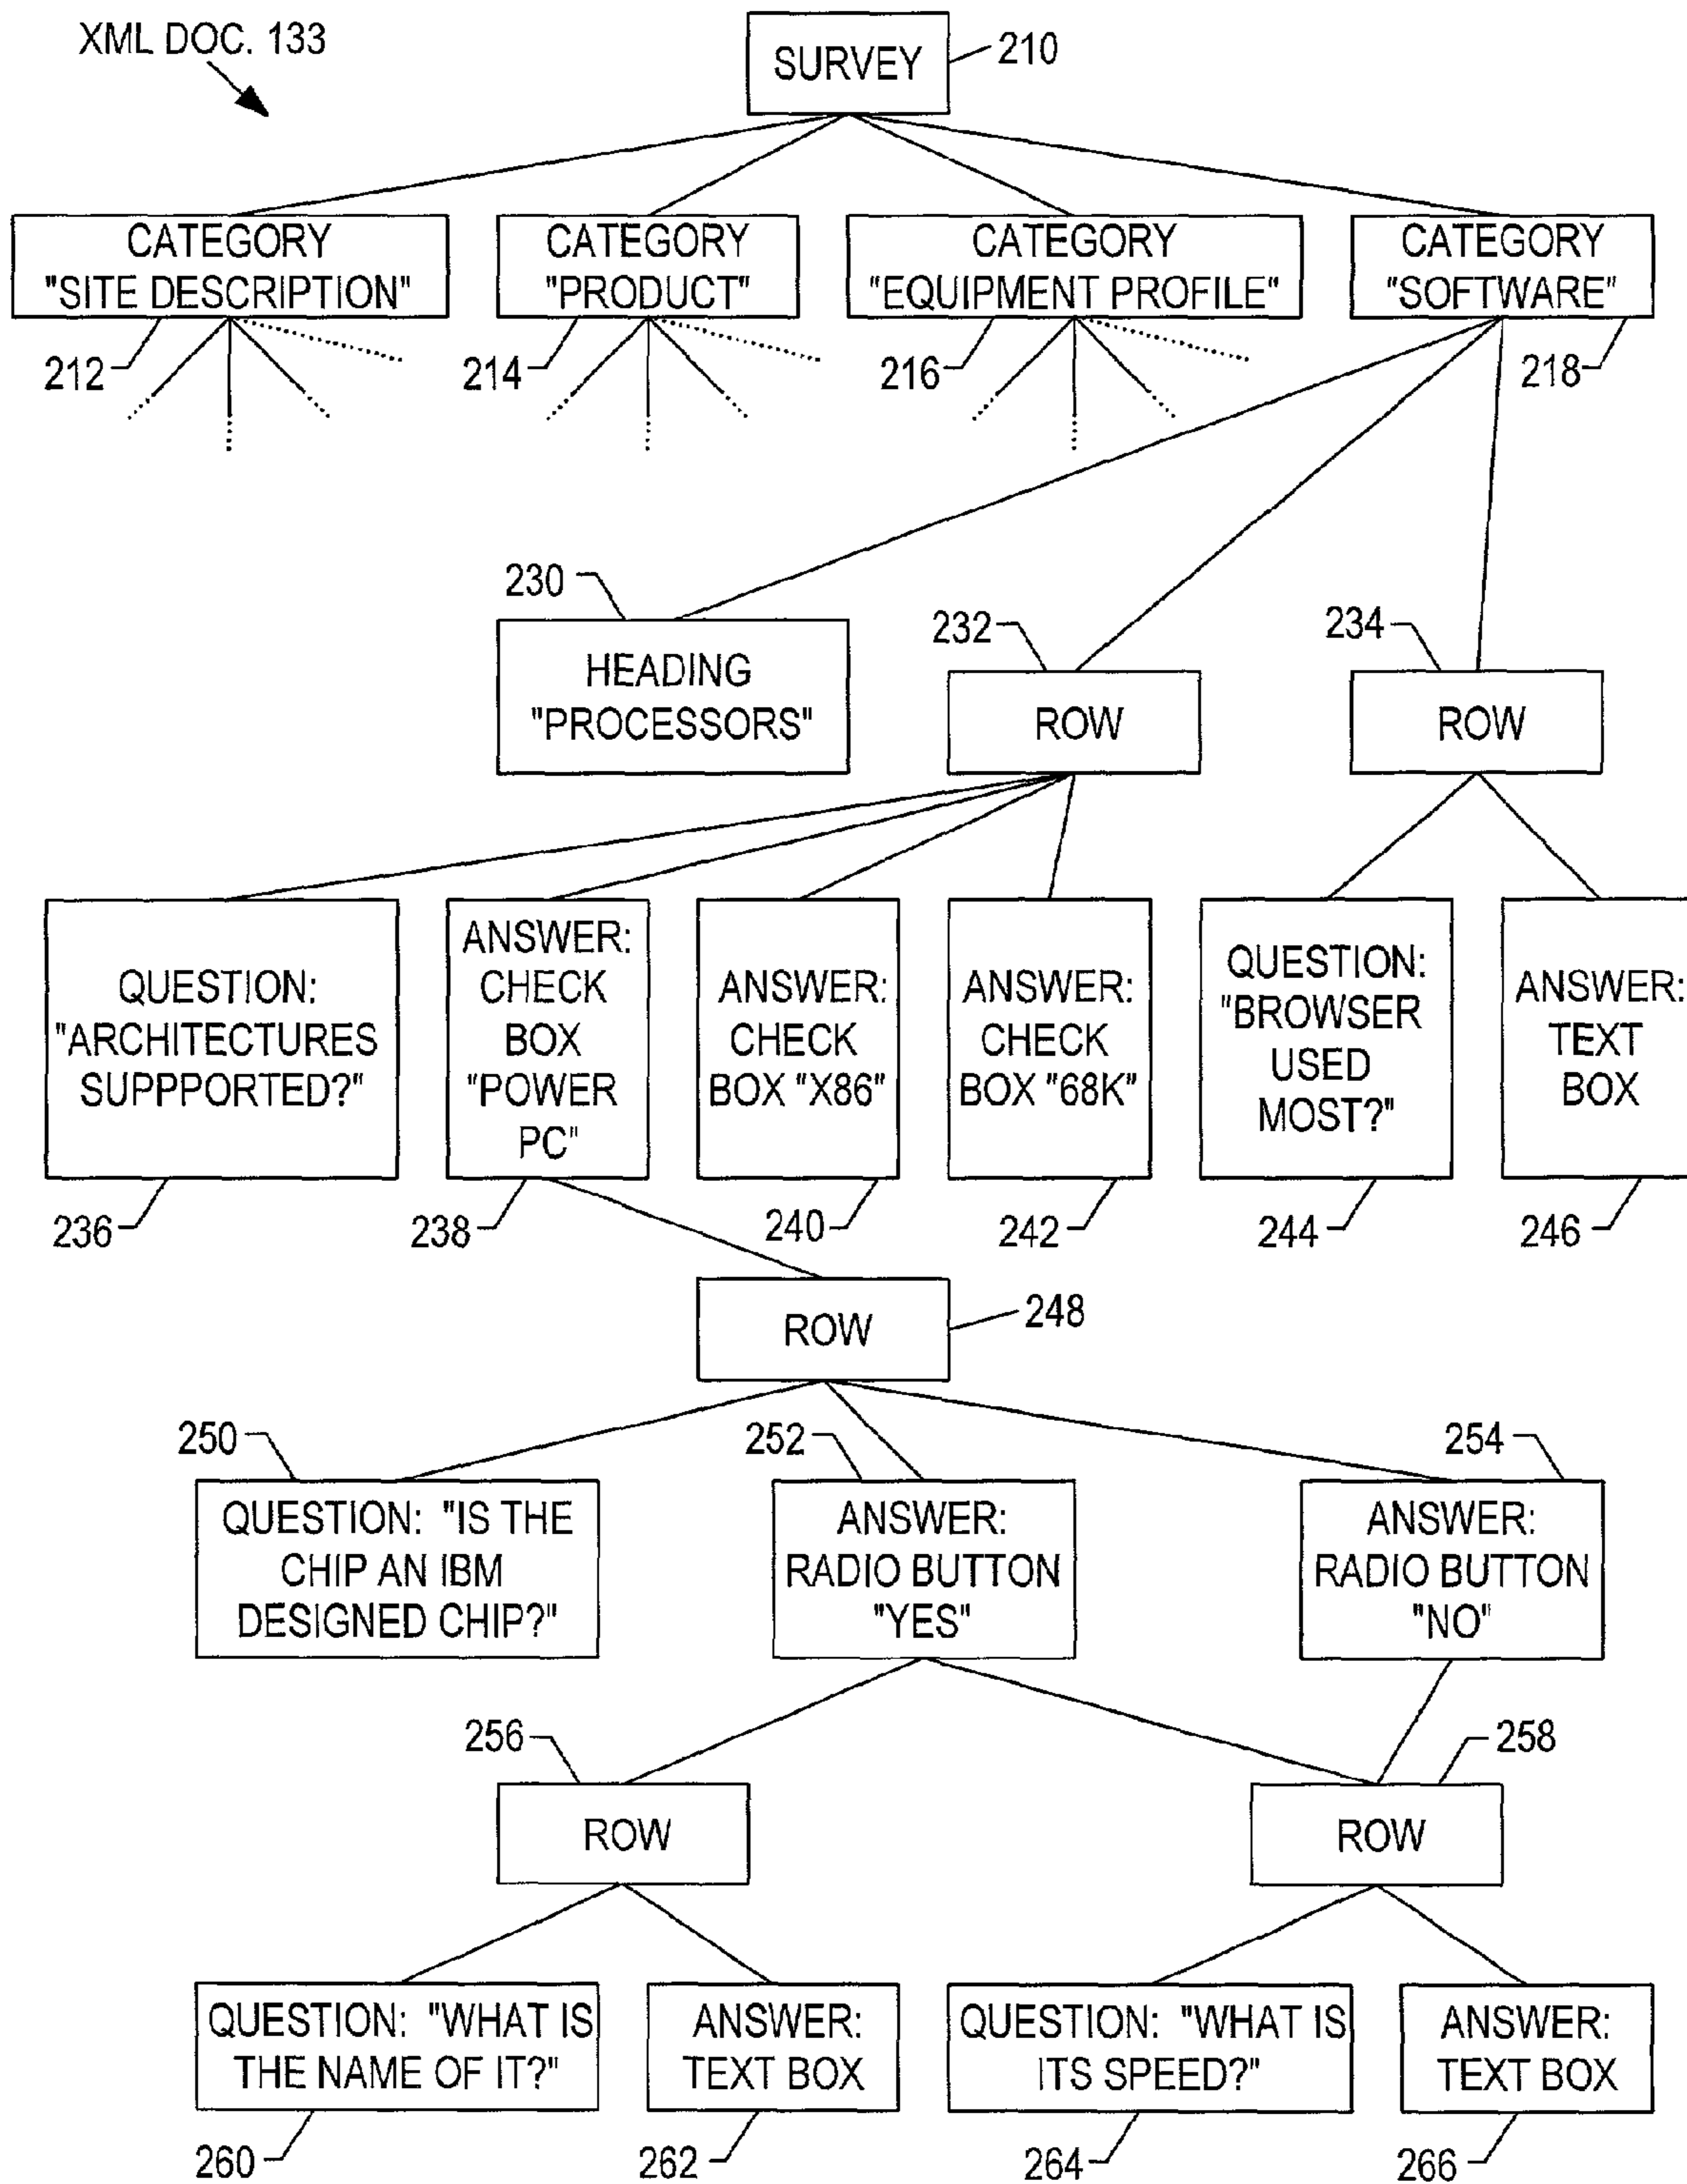 XML DOC. 133
SURVEY
210
CATEGORY
"SITE DESCRIPTION"
CATEGORY
"PRODUCT"
CATEGORY
"EQUIPMENT PROFILE"
CATEGORY
"SOFTWARE"
212
214
216
218
230
HEADING
"PROCESSORS"
232
ROW
234
ROW
QUESTION:
"ARCHITECTURES
SUPPPORTED?"
ANSWER:
CHECK
BOX
"POWER
PC"
ANSWER:
CHECK
BOX "X86"
ANSWER:
CHECK
BOX "68K"
QUESTION:
"BROWSER
USED
MOST?"
ANSWER:
TEXT
BOX
236
238
240
242
244
246
ROW
248
250
252
254
QUESTION: "IS THE
CHIP AN IBM
DESIGNED CHIP?"
ANSWER:
RADIO BUTTON
"YES"
ANSWER:
RADIO BUTTON
"NO"
256
258
ROW
ROW
QUESTION: "WHAT IS
THE NAME OF IT?"
ANSWER:
TEXT BOX
QUESTION: "WHAT IS
ITS SPEED?"
ANSWER:
TEXT BOX
260
262
264
266